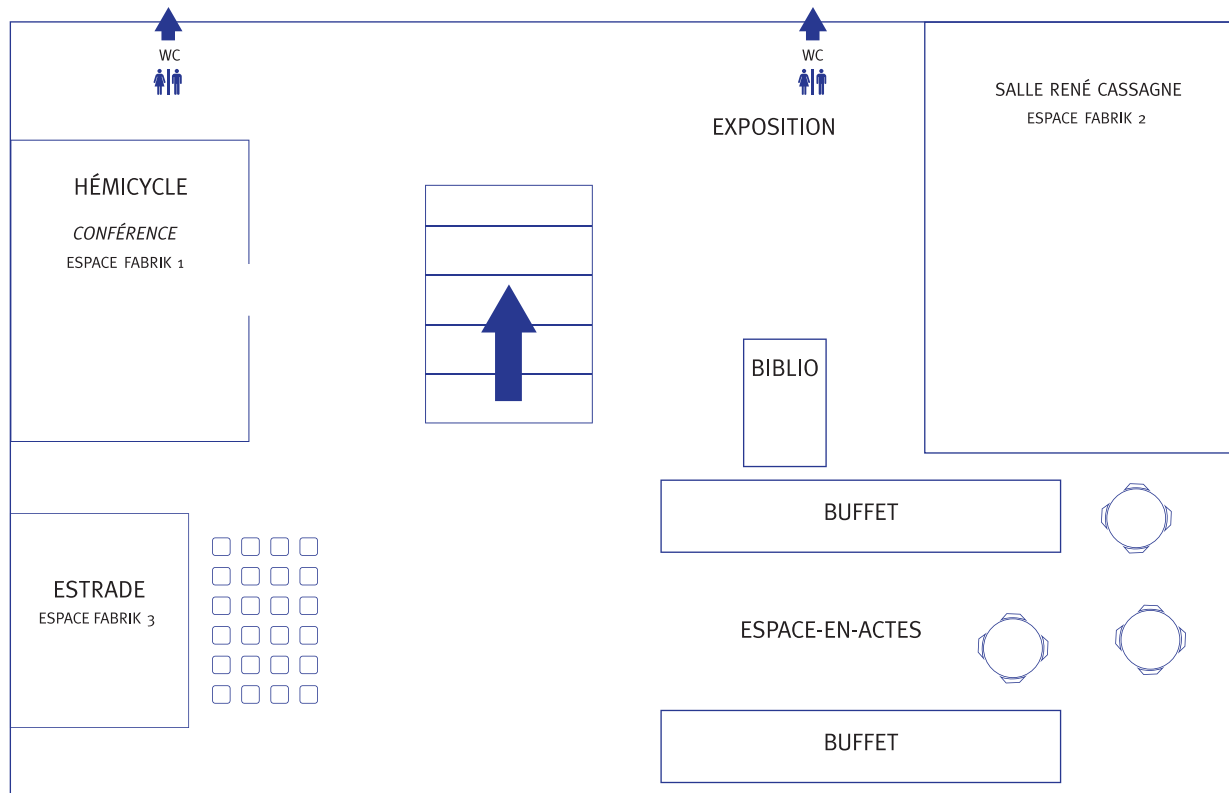 WC
WC
SALLE RENÉ CASSAGNE
ESPACE FABRIK 2
EXPOSITION
HÉMICYCLE
CONFÉRENCE
ESPACE FABRIK 1
BIBLIO
BUFFET
ESTRADE
ESPACE FABRIK 3
ESPACE-EN-ACTES
BUFFET